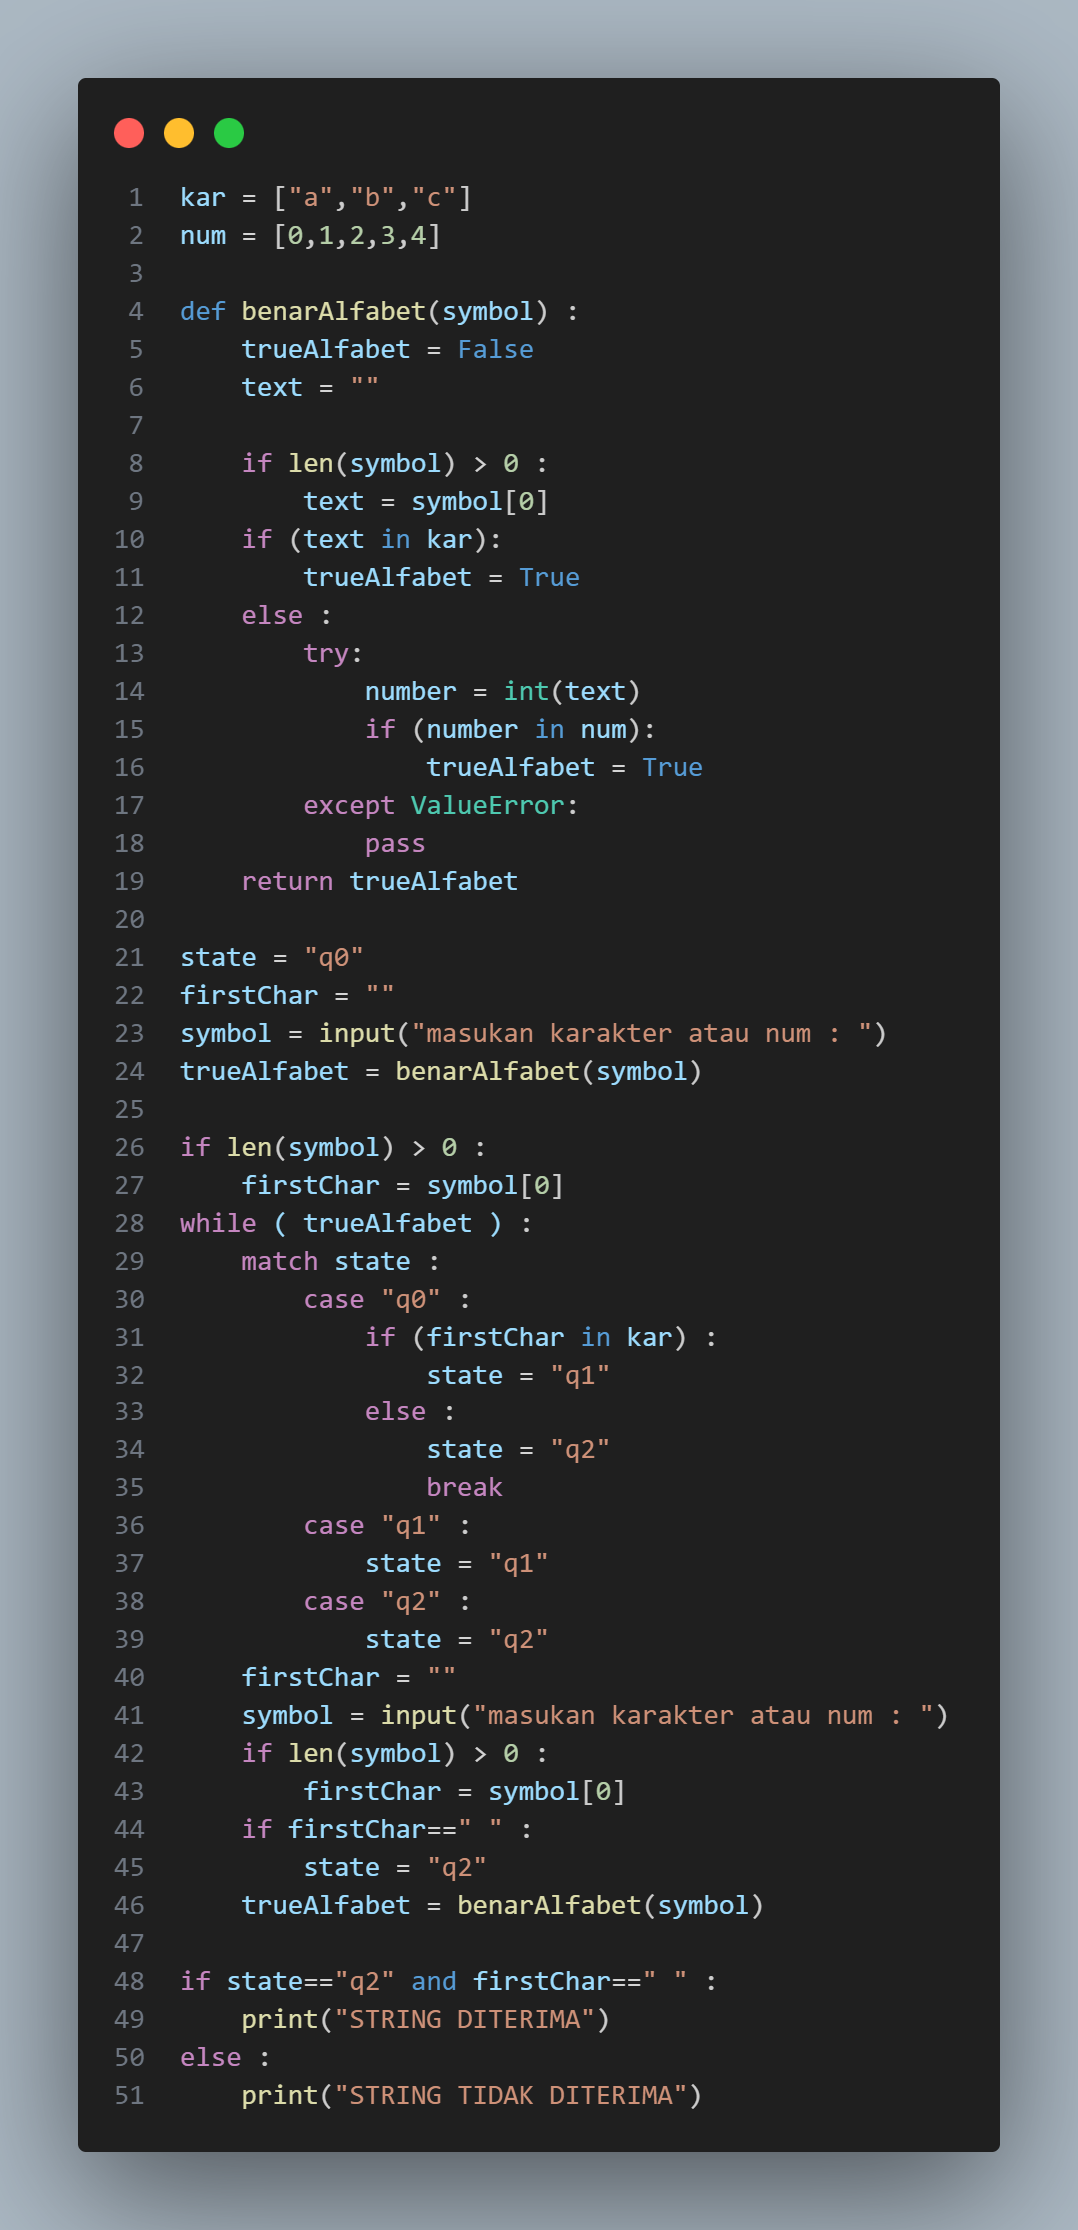 1 kar = ["a","b","c"]
2 num = [0,1,2,3,4]
3
4 def benarAlfabet(symbol) :
5     trueAlfabet = False
6     text = ""
7
8     if len(symbol) > 0 :
9         text = symbol[0]
10     if (text in kar):
11         trueAlfabet = True
12     else :
13         try:
14             number = int(text)
15             if (number in num):
16                 trueAlfabet = True
17         except ValueError:
18             pass
19     return trueAlfabet
20
21 state = "q0"
22 firstChar = ""
23 symbol = input("masukan karakter atau num : ")
24 trueAlfabet = benarAlfabet(symbol)
25
26 if len(symbol) > 0 :
27     firstChar = symbol[0]
28 while ( trueAlfabet ) :
29     match state :
30         case "q0" :
31             if (firstChar in kar) :
32                 state = "q1"
33             else :
34                 state = "q2"
35                 break
36         case "q1" :
37             state = "q1"
38         case "q2" :
39             state = "q2"
40     firstChar = ""
41     symbol = input("masukan karakter atau num : ")
42     if len(symbol) > 0 :
43         firstChar = symbol[0]
44     if firstChar==" " :
45         state = "q2"
46     trueAlfabet = benarAlfabet(symbol)
47
48 if state=="q2" and firstChar==" " :
49     print("STRING DITERIMA")
50 else :
51     print("STRING TIDAK DITERIMA")